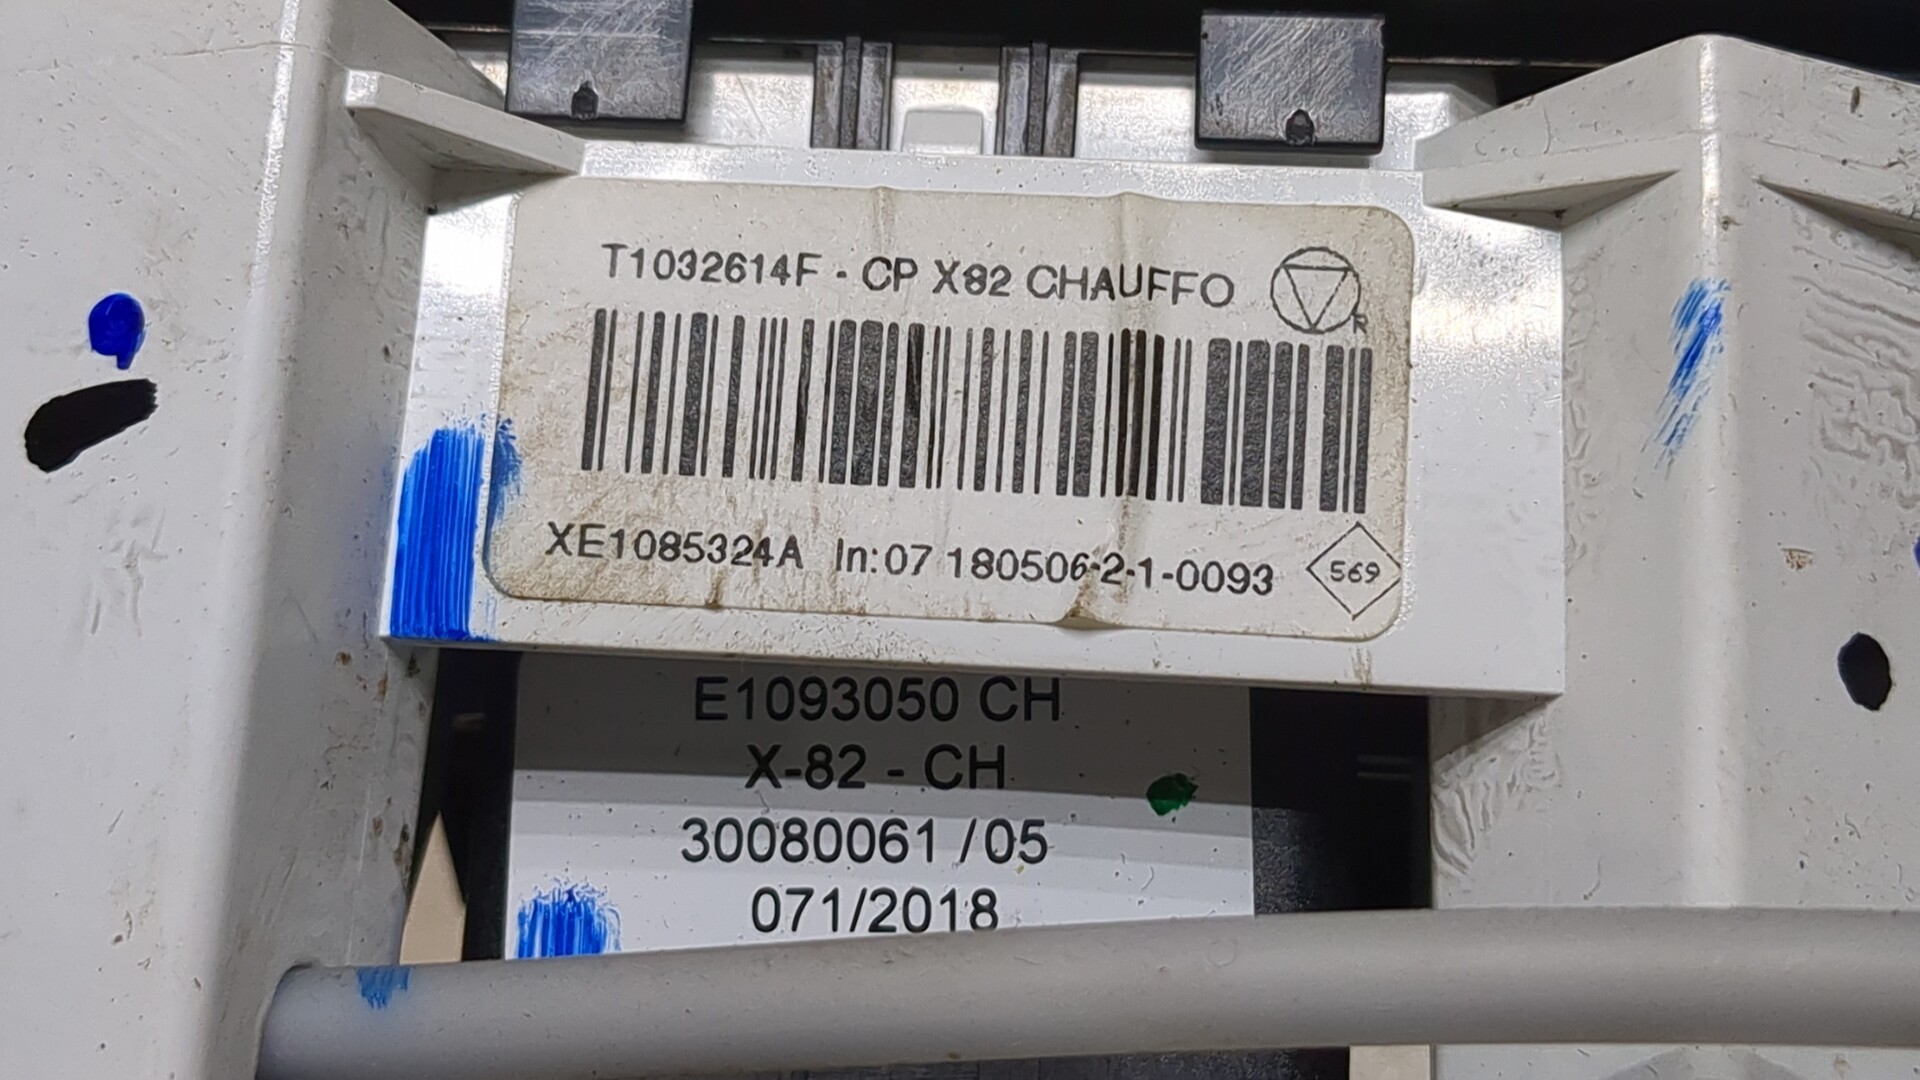 T1032614F - CP X82 CHAUFFO
R
XE1085324A In:07 180506-2-1-0093
569
E1093050 CH
X-82 - CH
30080061 /05
071/2018